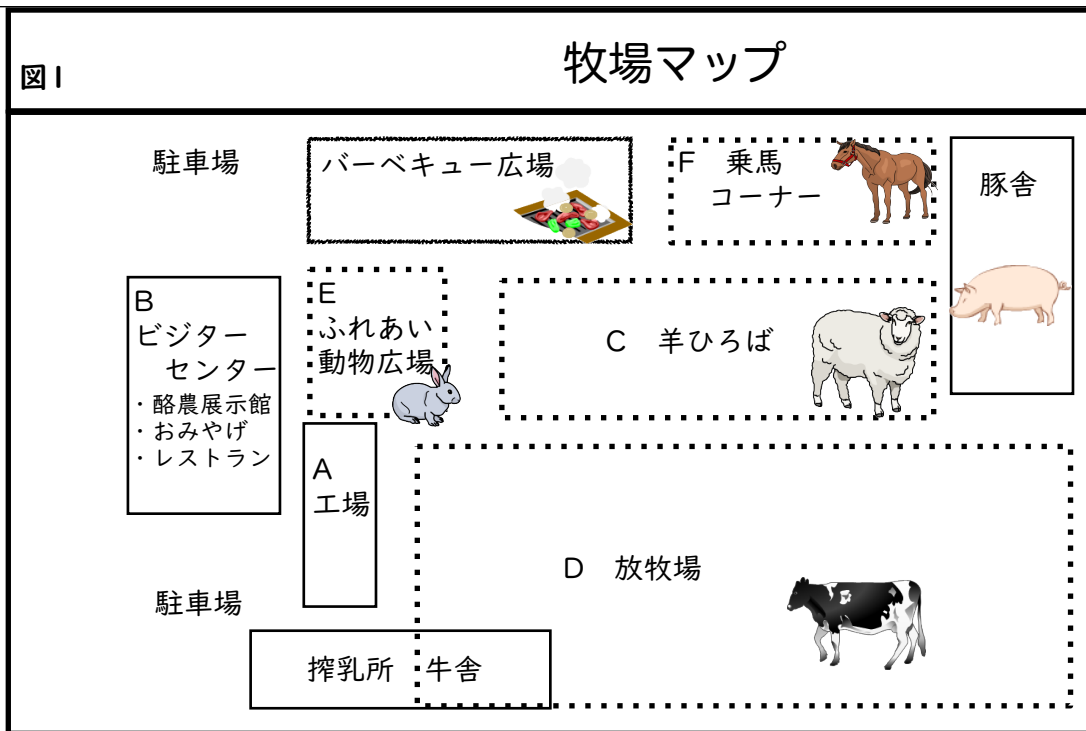 図1
牧場マップ
駐車場
バーベキュー広場
F 乗馬
コーナー
豚舎
B
ビジター
センター
・酪農展示館
・おみやげ
・レストラン
E
ふれあい
動物広場
C 羊ひろば
A
工場
D 放牧場
駐車場
搾乳所 牛舎